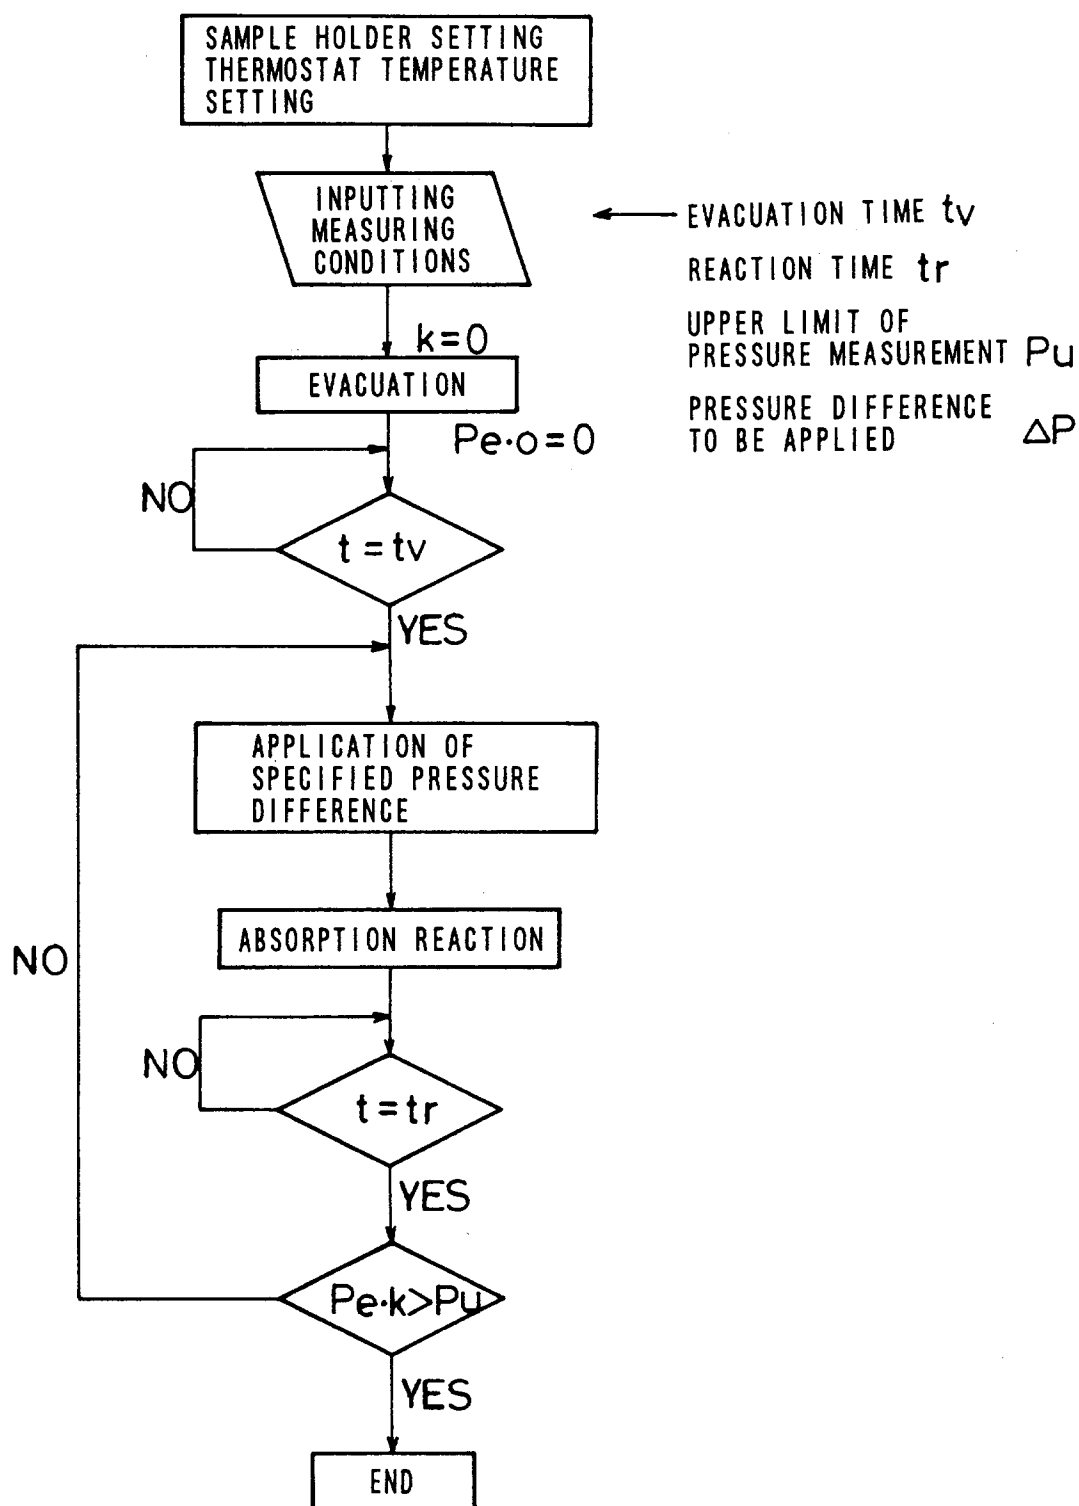 SAMPLE HOLDER SETTING
THERMOSTAT TEMPERATURE
SETTING
INPUTTING
MEASURING
CONDITIONS
EVACUATION TIME tv
REACTION TIME tr
UPPER LIMIT OF
PRESSURE MEASUREMENT Pu
PRESSURE DIFFERENCE
TO BE APPLIED ΔP
k=0
EVACUATION
Pe·o=0
NO
t=tv
YES
APPLICATION OF
SPECIFIED PRESSURE
DIFFERENCE
ABSORPTION REACTION
NO
NO
t=tr
YES
Pe·k>Pu
YES
END